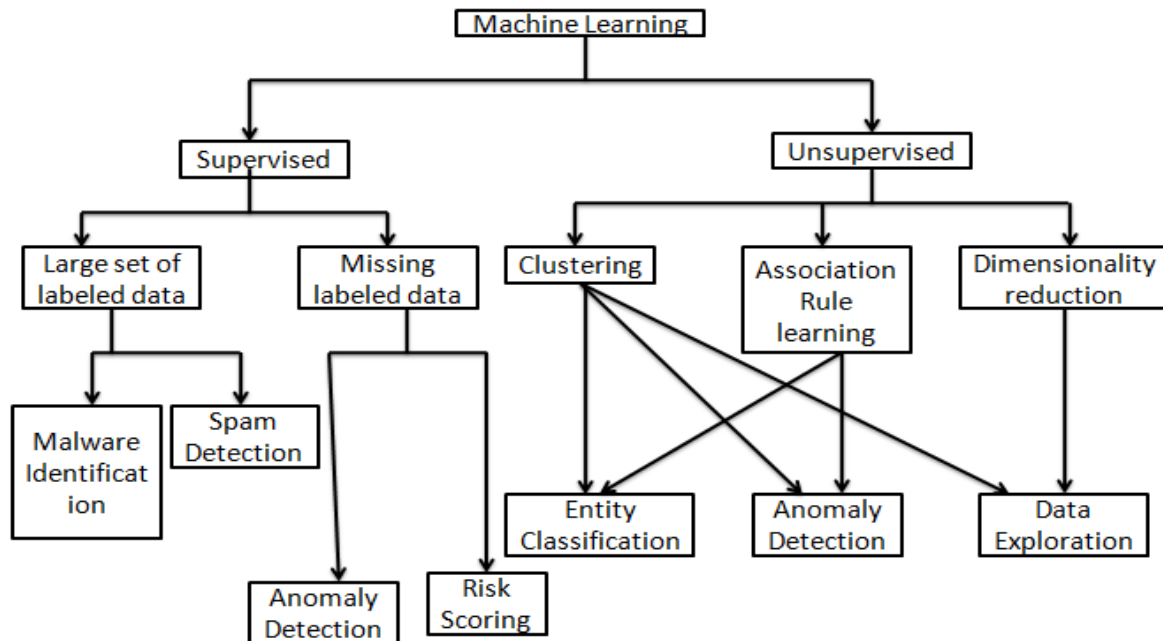 Machine Learning
Supervised
Unsupervised
Large set of
labeled data
Missing
labeled data
Clustering
Association
Rule
learning
Dimensionality
reduction
Malware
Identificat
ion
Spam
Detection
Entity
Classification
Anomaly
Detection
Data
Exploration
Anomaly
Detection
Risk
Scoring